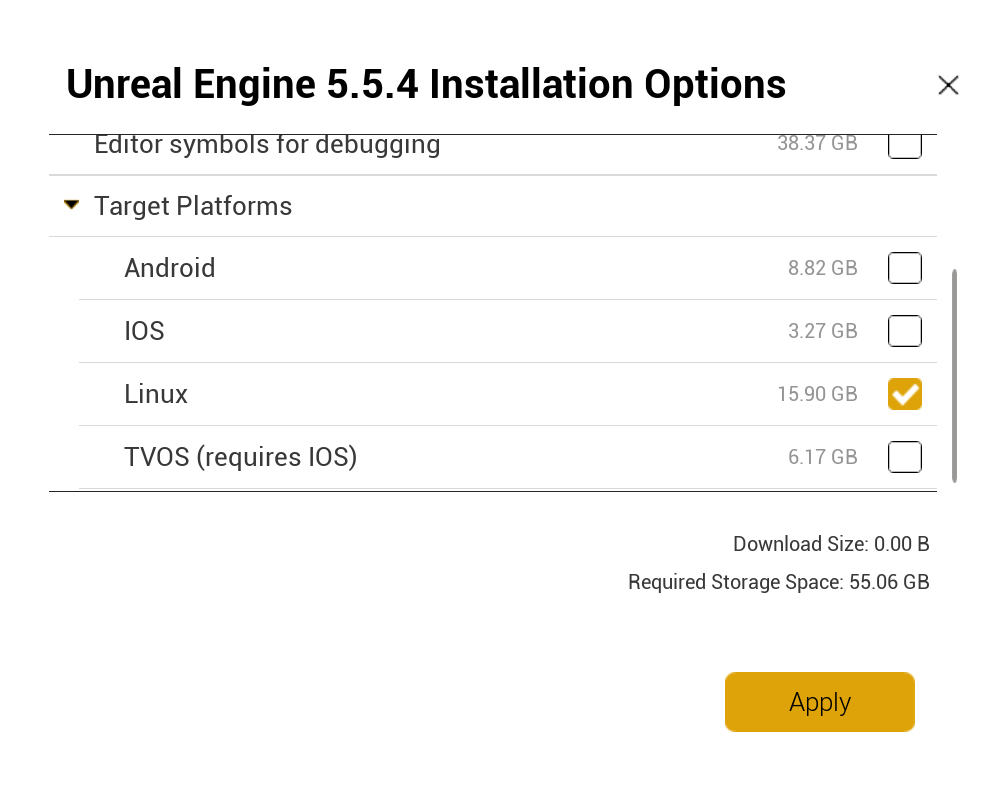 Unreal Engine 5.5.4 Installation Options
Editor symbols for debugging 38.37 GB
Target Platforms
Android 8.82 GB
IOS 3.27 GB
Linux 15.90 GB
TVOS (requires IOS) 6.17 GB
Download Size: 0.00 B
Required Storage Space: 55.06 GB
Apply